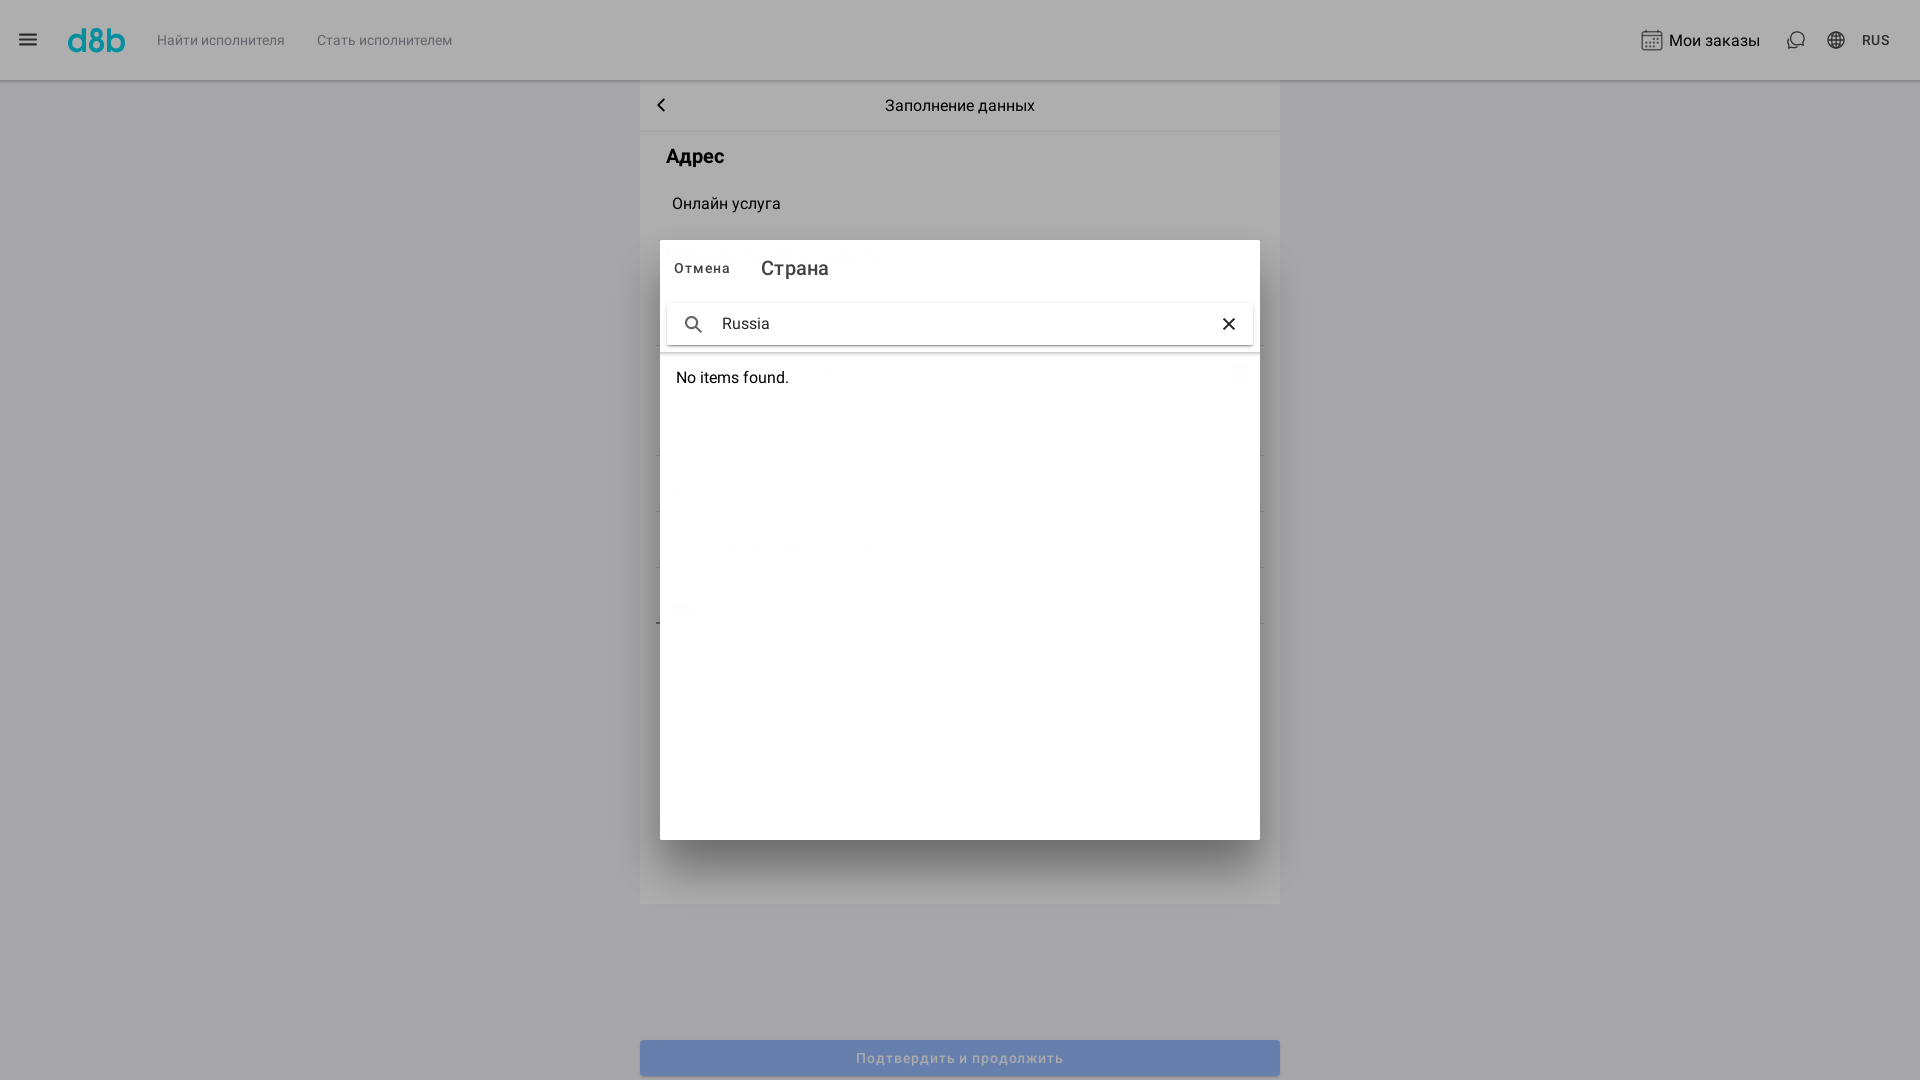 d8b
Найти исполнителя
Стать исполнителем
Мои заказы
RUS
Заполнение данных
Адрес
Онлайн услуга
Отмена
Страна
Russia
No items found.
Подтвердить и продолжить